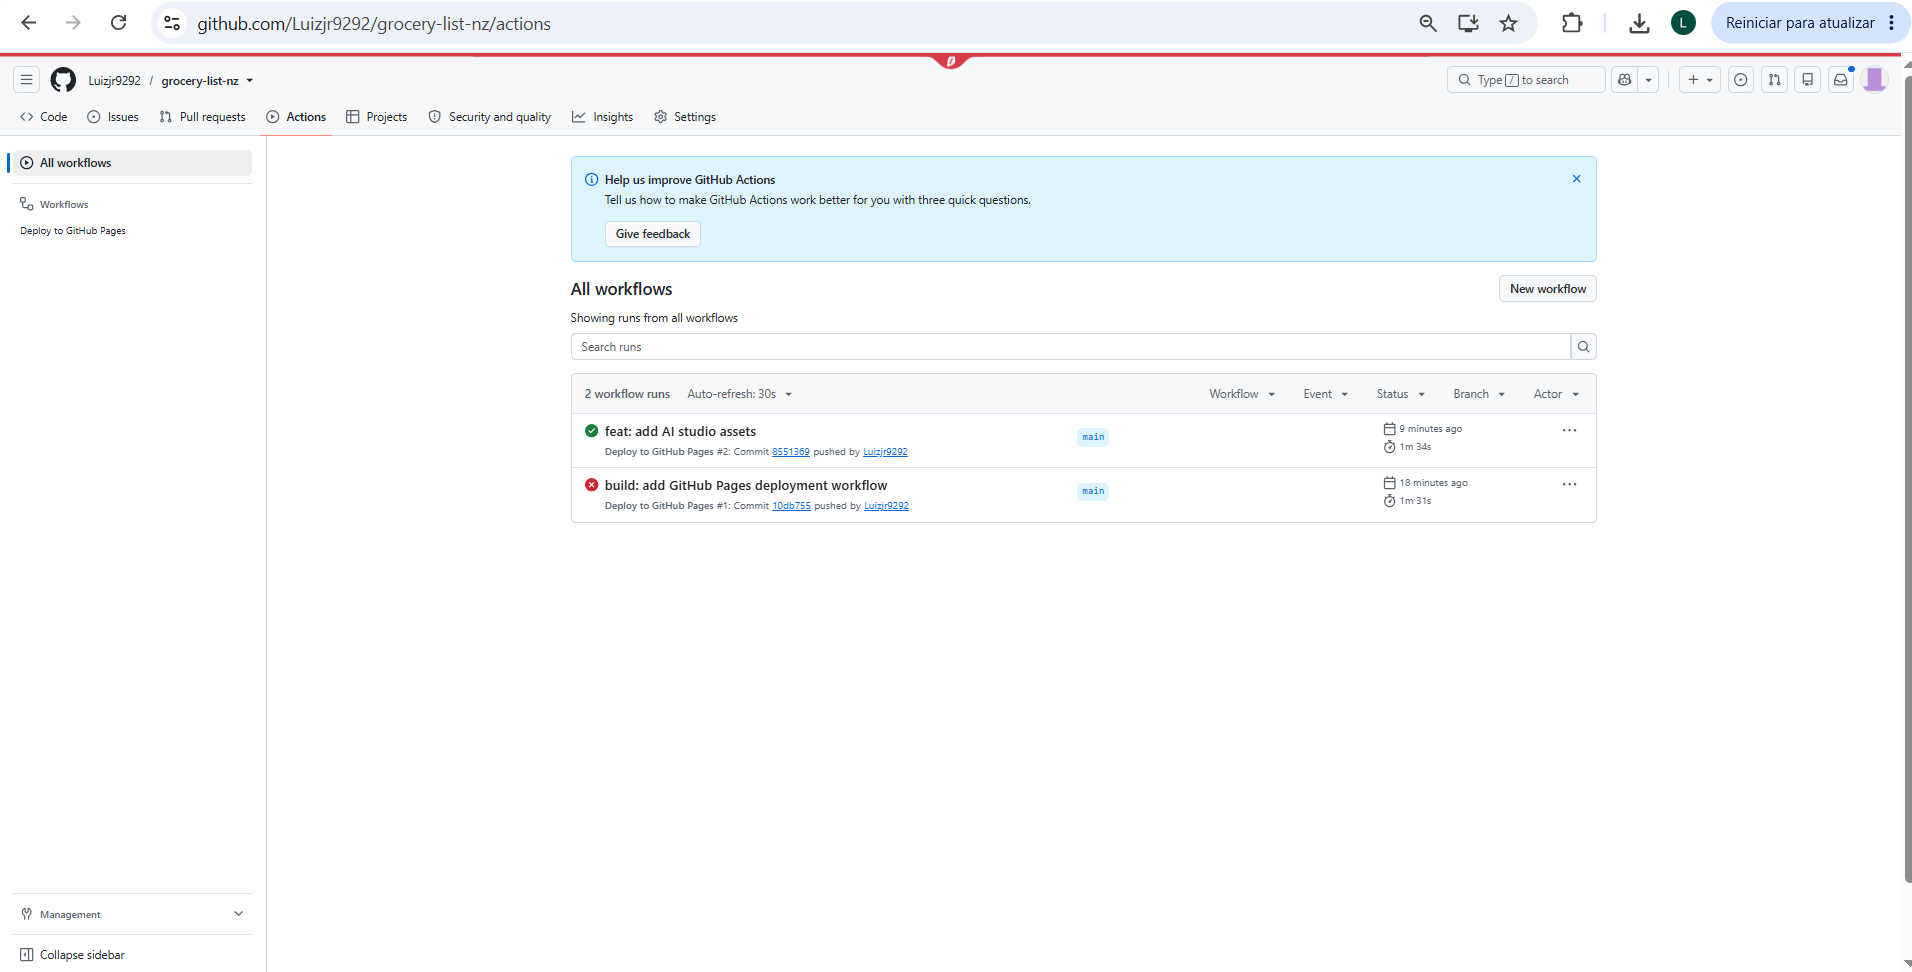 github.com/Luizjr9292/grocery-list-nz/actions
L
Reiniciar para atualizar
Luizjr9292 / grocery-list-nz
Type / to search
Code Issues Pull requests Actions Projects Security and quality Insights Settings
All workflows
Workflows
Deploy to GitHub Pages
Help us improve GitHub Actions
Tell us how to make GitHub Actions work better for you with three quick questions.
Give feedback
All workflows
New workflow
Showing runs from all workflows
Search runs
2 workflow runs Auto-refresh: 30s Workflow Event Status Branch Actor
feat: add AI studio assets
Deploy to GitHub Pages #2: Commit 8551369 pushed by Luizjr9292
main
9 minutes ago
1m 34s
build: add GitHub Pages deployment workflow
Deploy to GitHub Pages #1: Commit 10db755 pushed by Luizjr9292
main
18 minutes ago
1m 31s
Management
Collapse sidebar